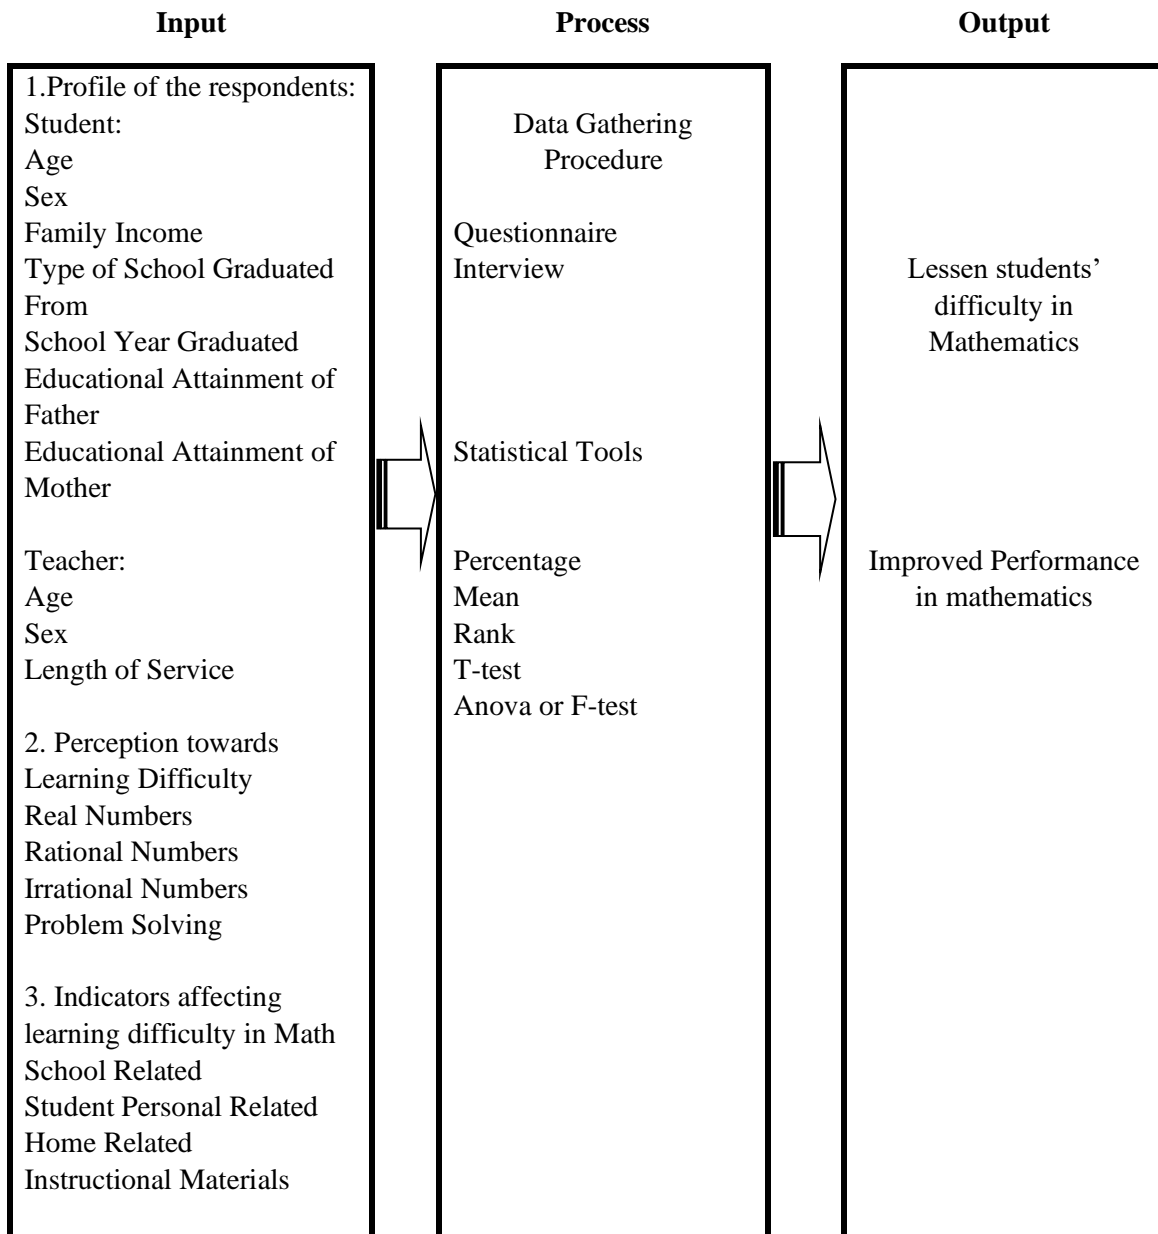 Input
Process
Output
1.Profile of the respondents:
Student:
Age
Sex
Family Income
Type of School Graduated
From
School Year Graduated
Educational Attainment of
Father
Educational Attainment of
Mother
Teacher:
Age
Sex
Length of Service
2. Perception towards
Learning Difficulty
Real Numbers
Rational Numbers
Irrational Numbers
Problem Solving
3. Indicators affecting
learning difficulty in Math
School Related
Student Personal Related
Home Related
Instructional Materials
Data Gathering
Procedure
Questionnaire
Interview
Statistical Tools
Percentage
Mean
Rank
T-test
Anova or F-test
Lessen students’
difficulty in
Mathematics
Improved Performance
in mathematics